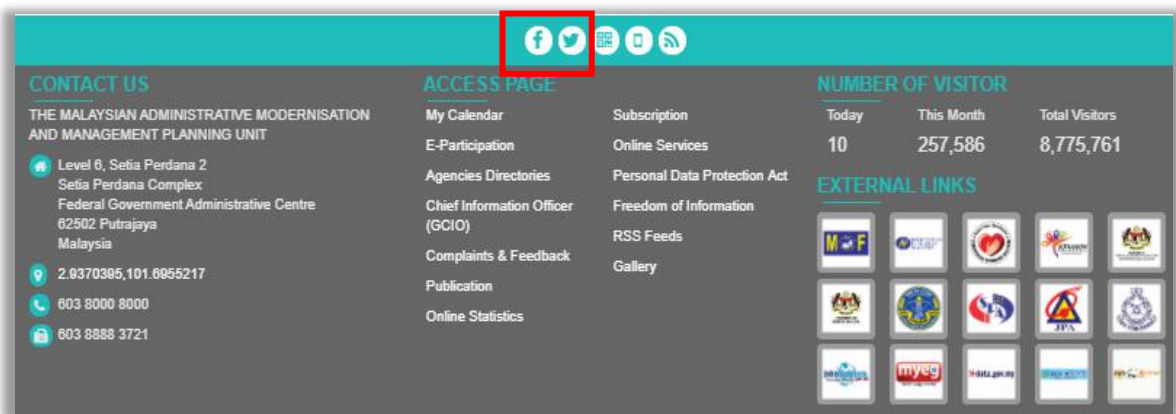 CONTACT US
THE MALAYSIAN ADMINISTRATIVE MODERNISATION
AND MANAGEMENT PLANNING UNIT
Level 6, Setia Perdana 2
Setia Perdana Complex
Federal Government Administrative Centre
62502 Putrajaya
Malaysia
2.9370395,101.6955217
603 8000 8000
603 8888 3721
ACCESS PAGE
My Calendar
E-Participation
Agencies Directories
Chief Information Officer
(GCIO)
Complaints & Feedback
Publication
Online Statistics
Subscription
Online Services
Personal Data Protection Act
Freedom of Information
RSS Feeds
Gallery
NUMBER OF VISITOR
Today This Month Total Visitors
10 257,586 8,775,761
EXTERNAL LINKS
M F
SPA
JPA
myeg
data.gov.my